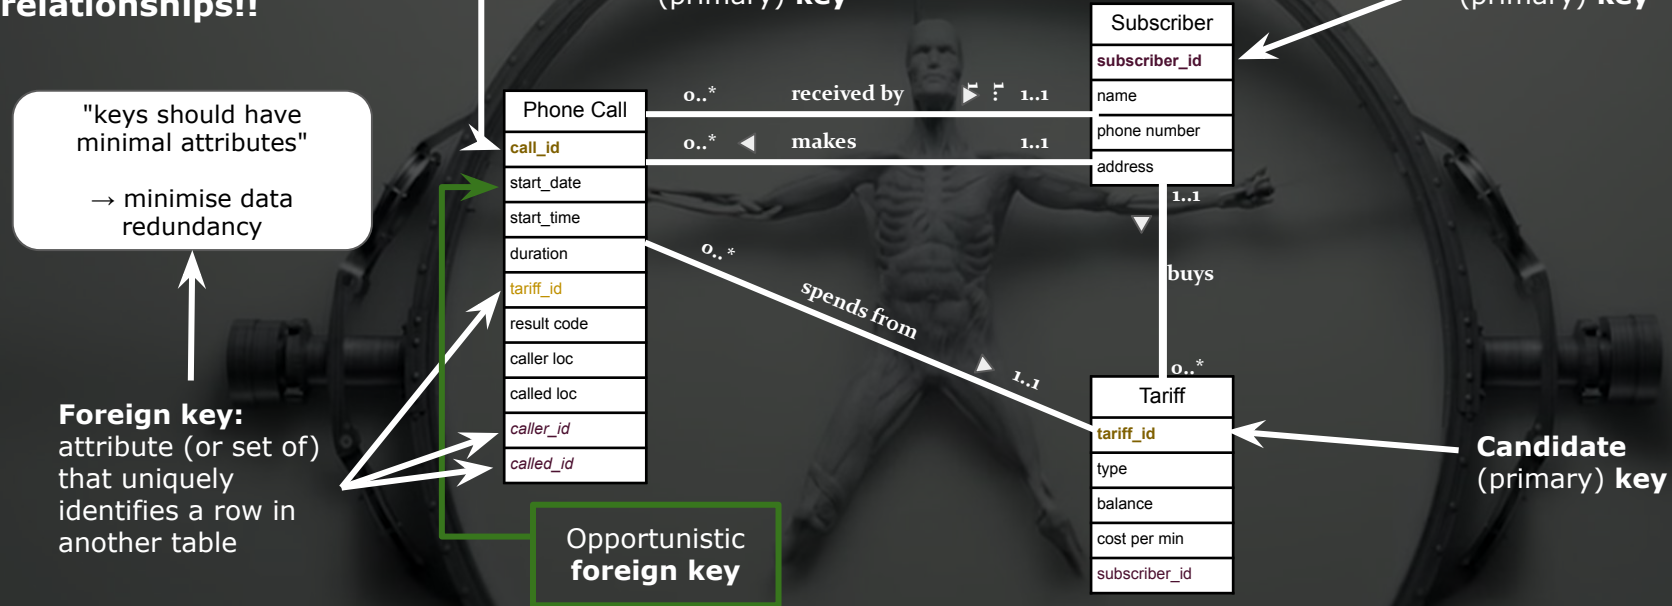 relationships!!
(primary) key
(primary) key
"keys should have
minimal attributes"
→ minimise data
redundancy
Foreign key:
attribute (or set of)
that uniquely
identifies a row in
another table
Phone Call
call_id
start_date
start_time
duration
tariff_id
result code
caller loc
called loc
caller_id
called_id
Opportunistic
foreign key
0..* received by 1.. 1..1
0..* makes 1..1
0..* spends from 1..1
Subscriber
subscriber_id
name
phone number
address
1..1
buys
0..*
Tariff
tariff_id
type
balance
cost per min
subscriber_id
Candidate
(primary) key